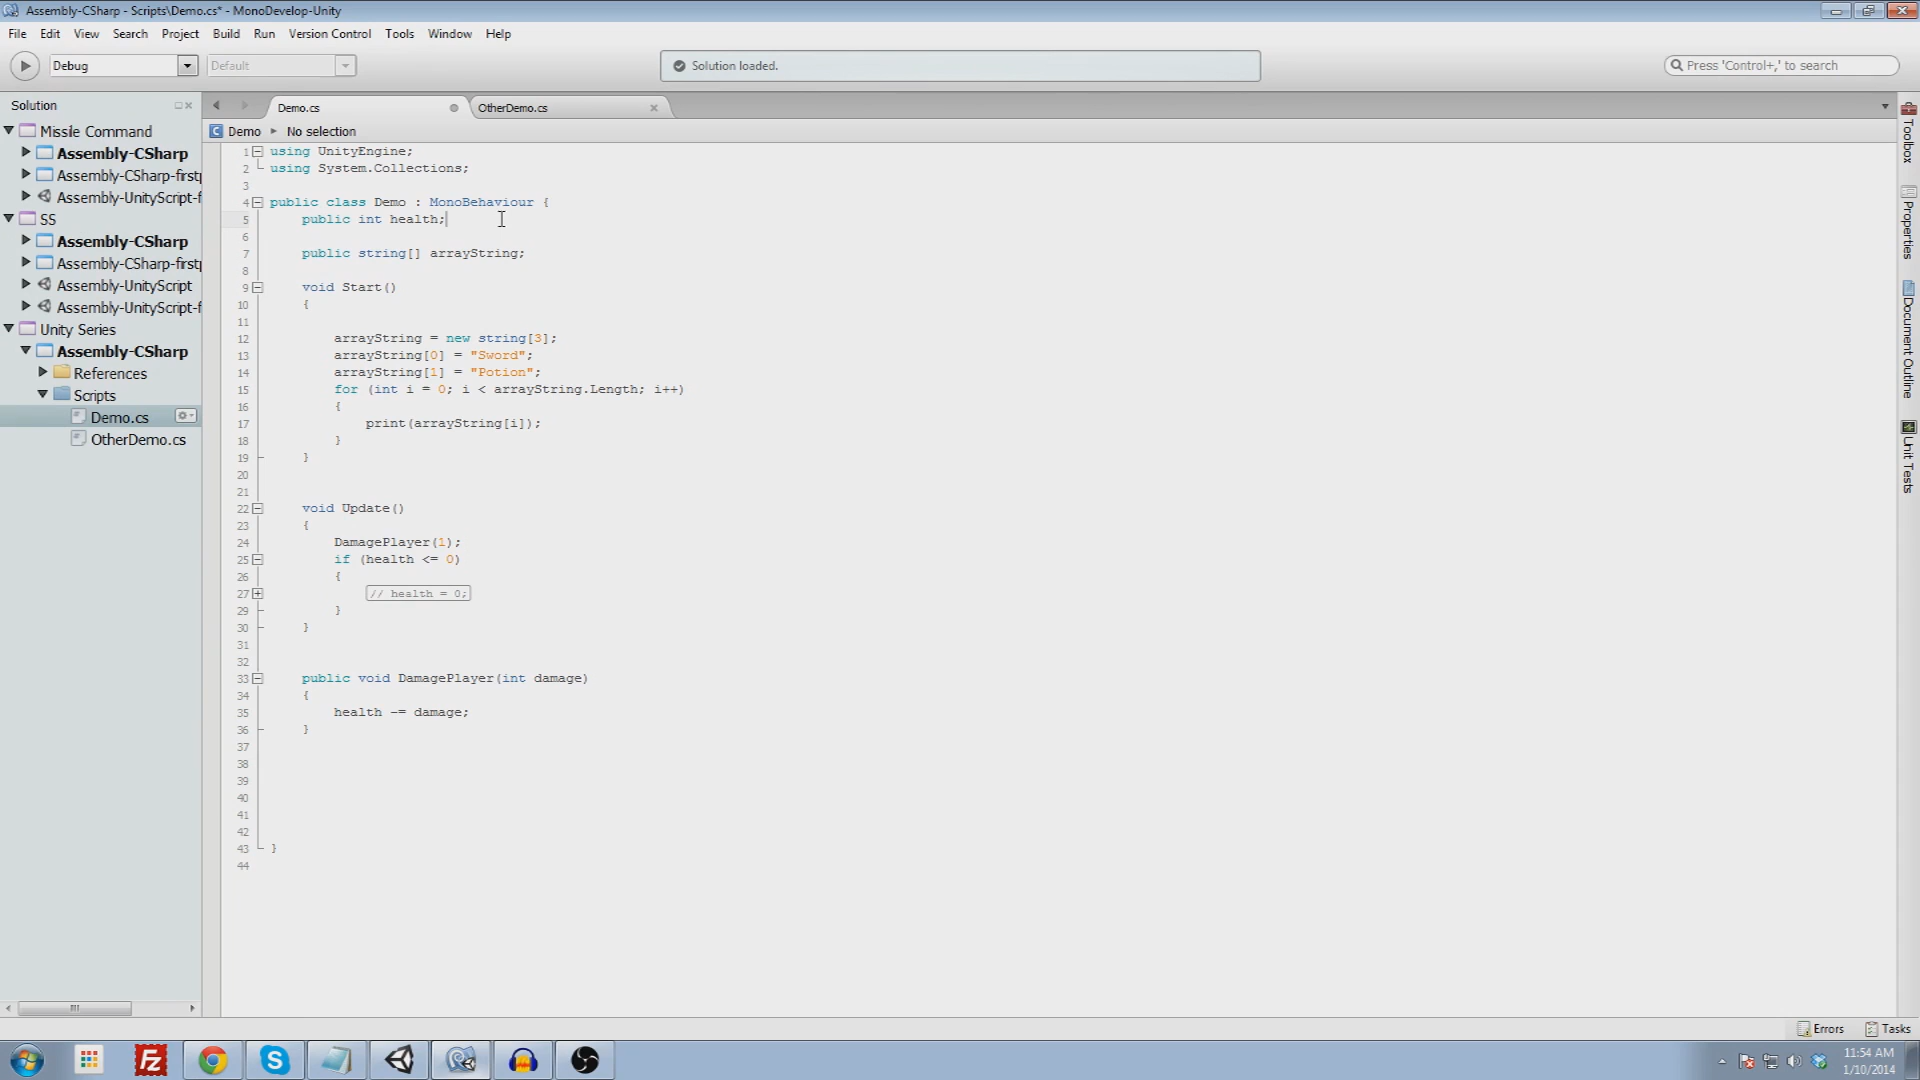 Assembly-CSharp - Scripts\Demo.cs* - MonoDevelop-Unity
File Edit View Search Project Build Run Version Control Tools Window Help
Debug
Default
Solution loaded.
Press 'Control+,' to search
Solution
Missile Command
Assembly-CSharp
Assembly-CSharp-firstp
Assembly-UnityScript-f
SS
Assembly-CSharp
Assembly-CSharp-firstp
Assembly-UnityScript
Assembly-UnityScript-f
Unity Series
Assembly-CSharp
References
Scripts
Demo.cs
OtherDemo.cs
Demo.cs
OtherDemo.cs
Demo No selection
1 using UnityEngine;
2 using System.Collections;
3
4 public class Demo : MonoBehaviour {
5 public int health;
6
7 public string[] arrayString;
8
9 void Start()
10 {
11
12 arrayString = new string[3];
13 arrayString[0] = "Sword";
14 arrayString[1] = "Potion";
15 for (int i = 0; i < arrayString.Length; i++)
16 {
17 print(arrayString[i]);
18 }
19 }
20
21
22 void Update()
23 {
24 DamagePlayer(1);
25 if (health <= 0)
26 {
27 // health = 0;
29 }
30 }
31
32
33 public void DamagePlayer(int damage)
34 {
35 health -= damage;
36 }
37
38
39
40
41
42
43 }
44
Toolbox
Properties
Document Outline
Unit Tests
Errors Tasks
Fz
11:54 AM
1/10/2014